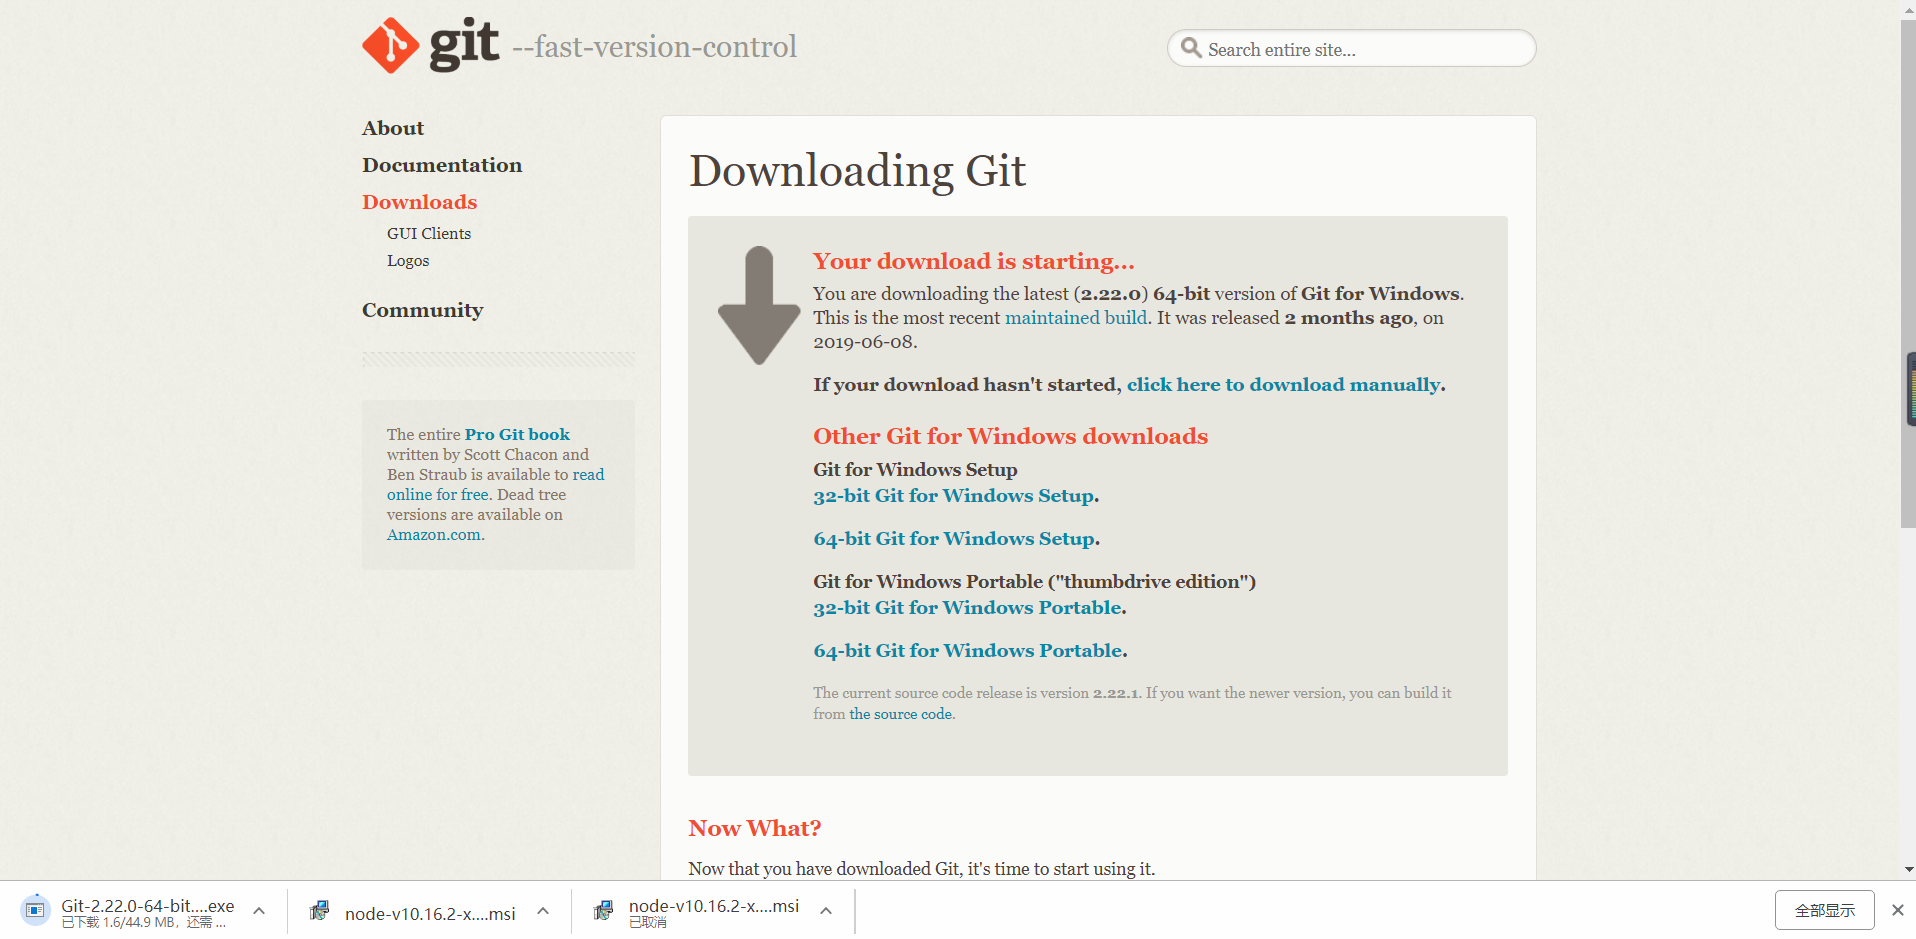 git --fast-version-control
Search entire site...
About
Documentation
Downloads
GUI Clients
Logos
Community
The entire Pro Git book
written by Scott Chacon and
Ben Straub is available to read
online for free. Dead tree
versions are available on
Amazon.com.
Downloading Git
Your download is starting...
You are downloading the latest (2.22.0) 64-bit version of Git for Windows.
This is the most recent maintained build. It was released 2 months ago, on
2019-06-08.
If your download hasn't started, click here to download manually.
Other Git for Windows downloads
Git for Windows Setup
32-bit Git for Windows Setup.
64-bit Git for Windows Setup.
Git for Windows Portable ("thumbdrive edition")
32-bit Git for Windows Portable.
64-bit Git for Windows Portable.
The current source code release is version 2.22.1. If you want the newer version, you can build it
from the source code.
Now What?
Now that you have downloaded Git, it's time to start using it.
Git-2.22.0-64-bit....exe
已下载 1.6/44.9 MB，还需 ...
node-v10.16.2-x....msi
node-v10.16.2-x....msi
已取消
全部显示